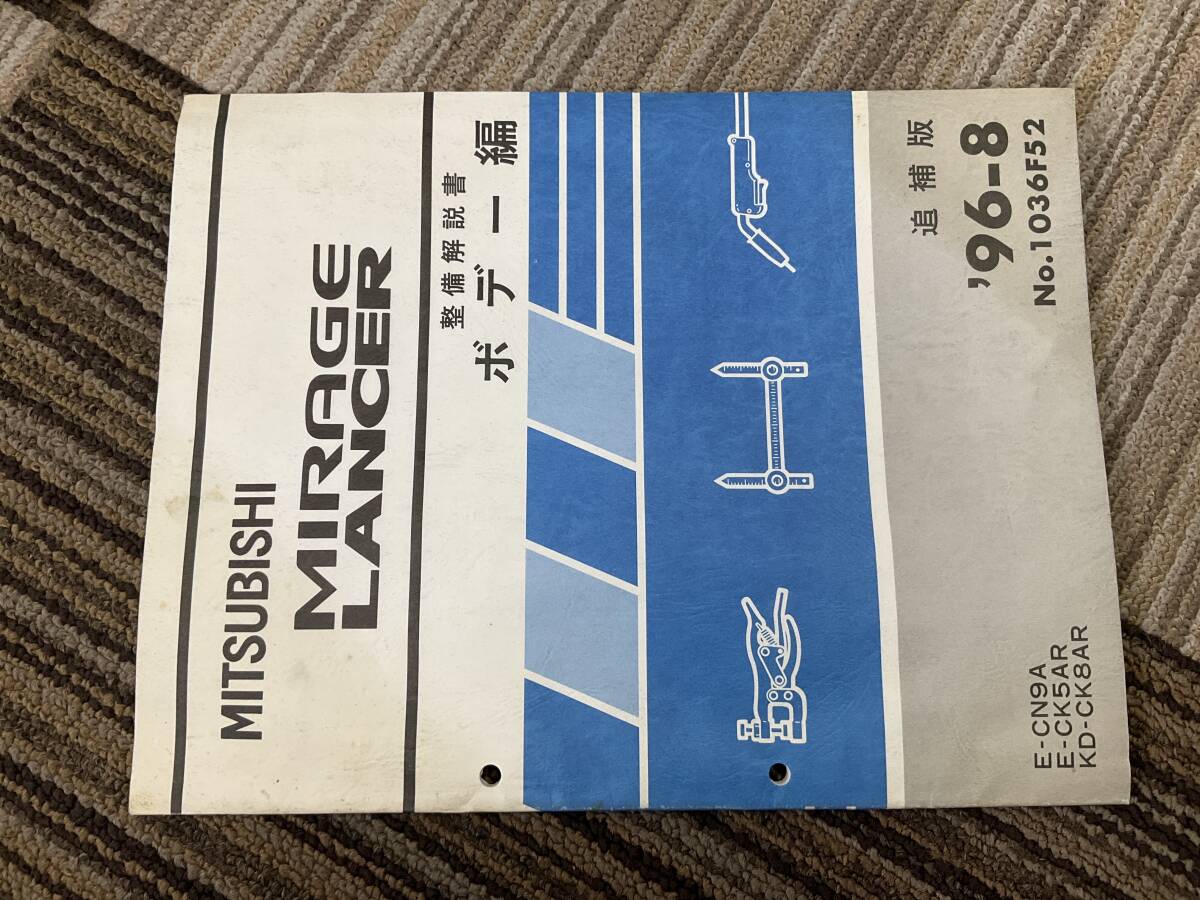 MITSUBISHI
MIRAGE
LANCER
整備解説書
ボデー編
追補版
'96-8
No.1036F52
E-CN9A
E-CK5AR
KD-CK8AR